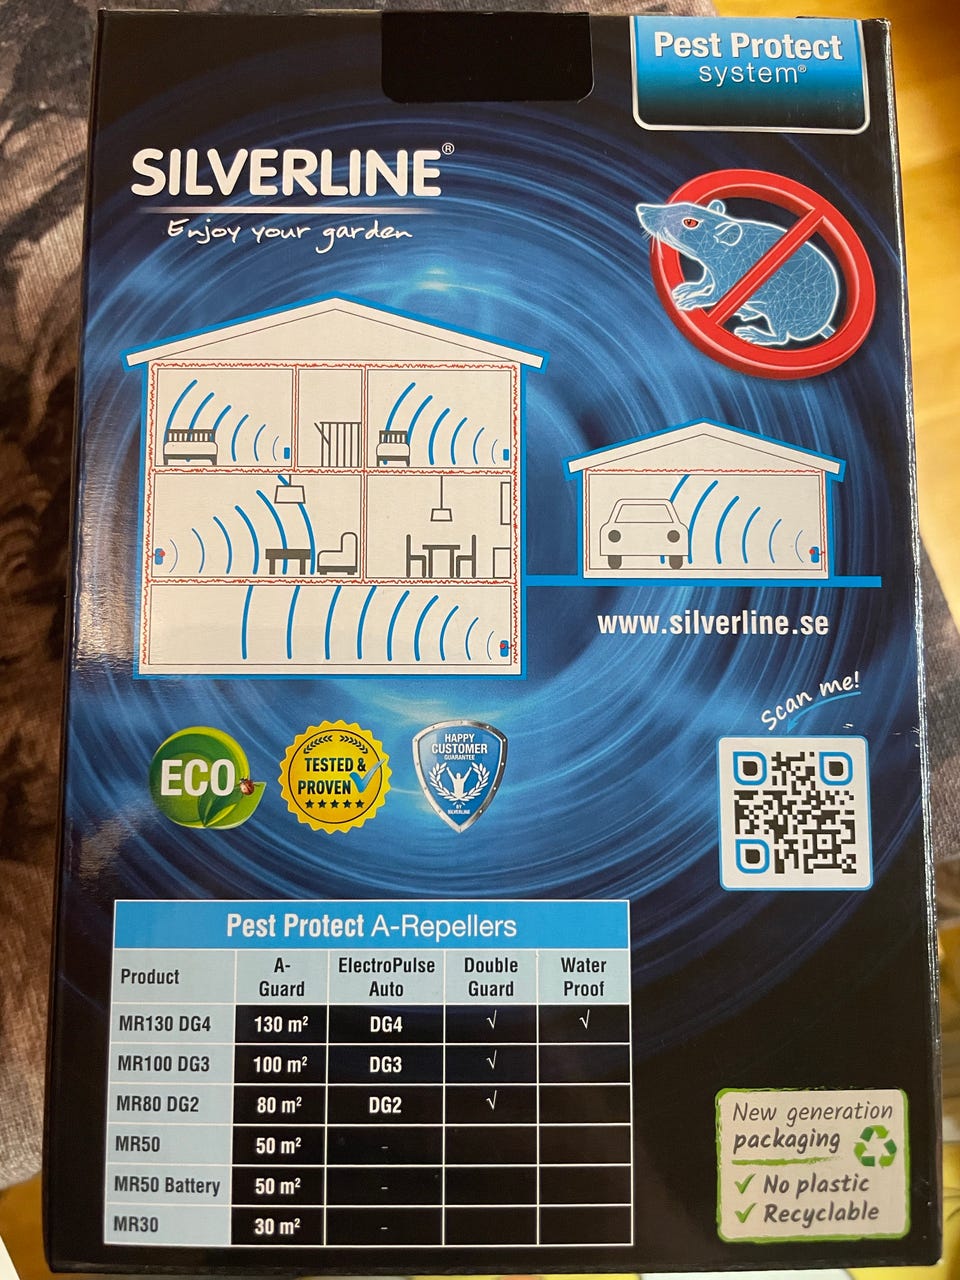 Pest Protect
system®
SILVERLINE®
Enjoy your garden
www.silverline.se
Scan me!
ECO
TESTED &
PROVEN
HAPPY
CUSTOMER
GUARANTEE
BY
SILVERLINE
Pest Protect A-Repellers
Product A-Guard ElectroPulse Auto Double Guard Water Proof
MR130 DG4 130 m² DG4 √ √
MR100 DG3 100 m² DG3 √
MR80 DG2 80 m² DG2 √
MR50 50 m² -
MR50 Battery 50 m² -
MR30 30 m² -
New generation
packaging
✓ No plastic
✓ Recyclable